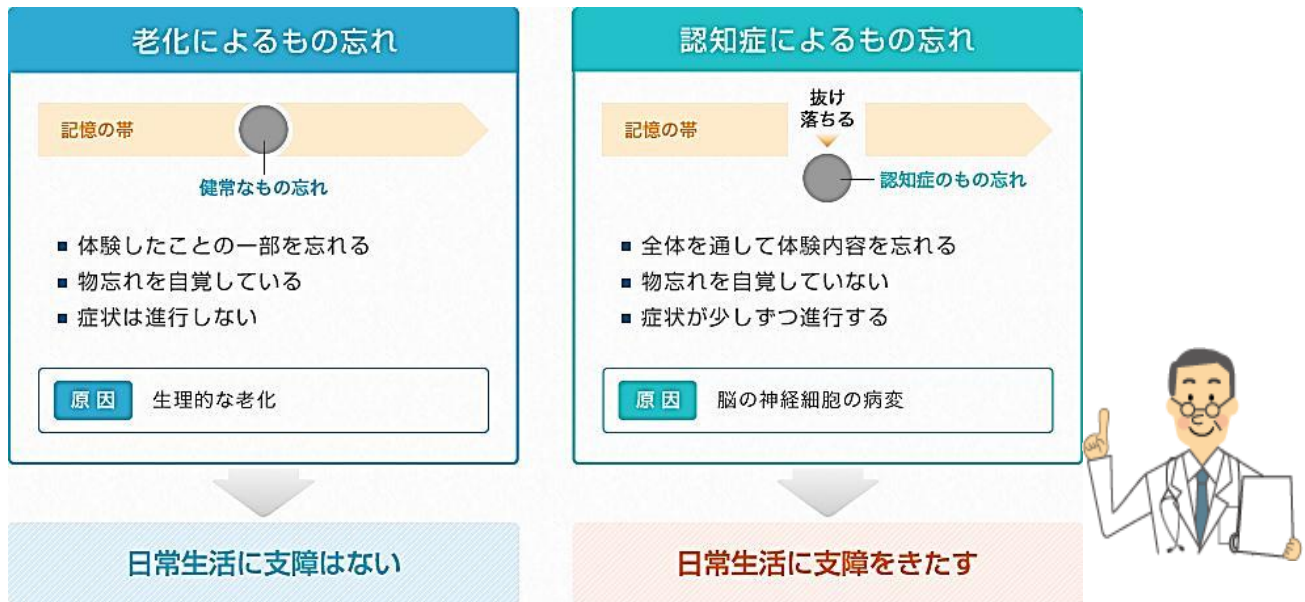 老化によるもの忘れ
記憶の帯
健常なもの忘れ
体験したことの一部を忘れる
物忘れを自覚している
症状は進行しない
原因 生理的な老化
日常生活に支障はない
認知症によるもの忘れ
抜け
落ちる
記憶の帯
認知症のもの忘れ
全体を通して体験内容を忘れる
物忘れを自覚していない
症状が少しずつ進行する
原因 脳の神経細胞の病変
日常生活に支障をきたす